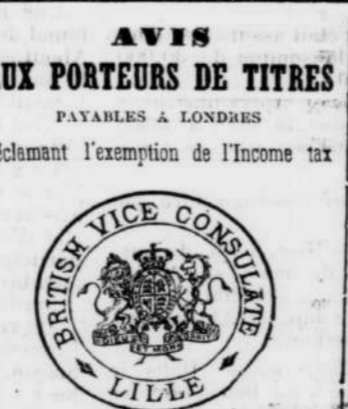 AVIS
UX PORTEURS DE TITRES
PAYABLES A LONDRES
éclamant l'exemption de l'Income tax
BRITISH VICE CONSULATE
LILLE